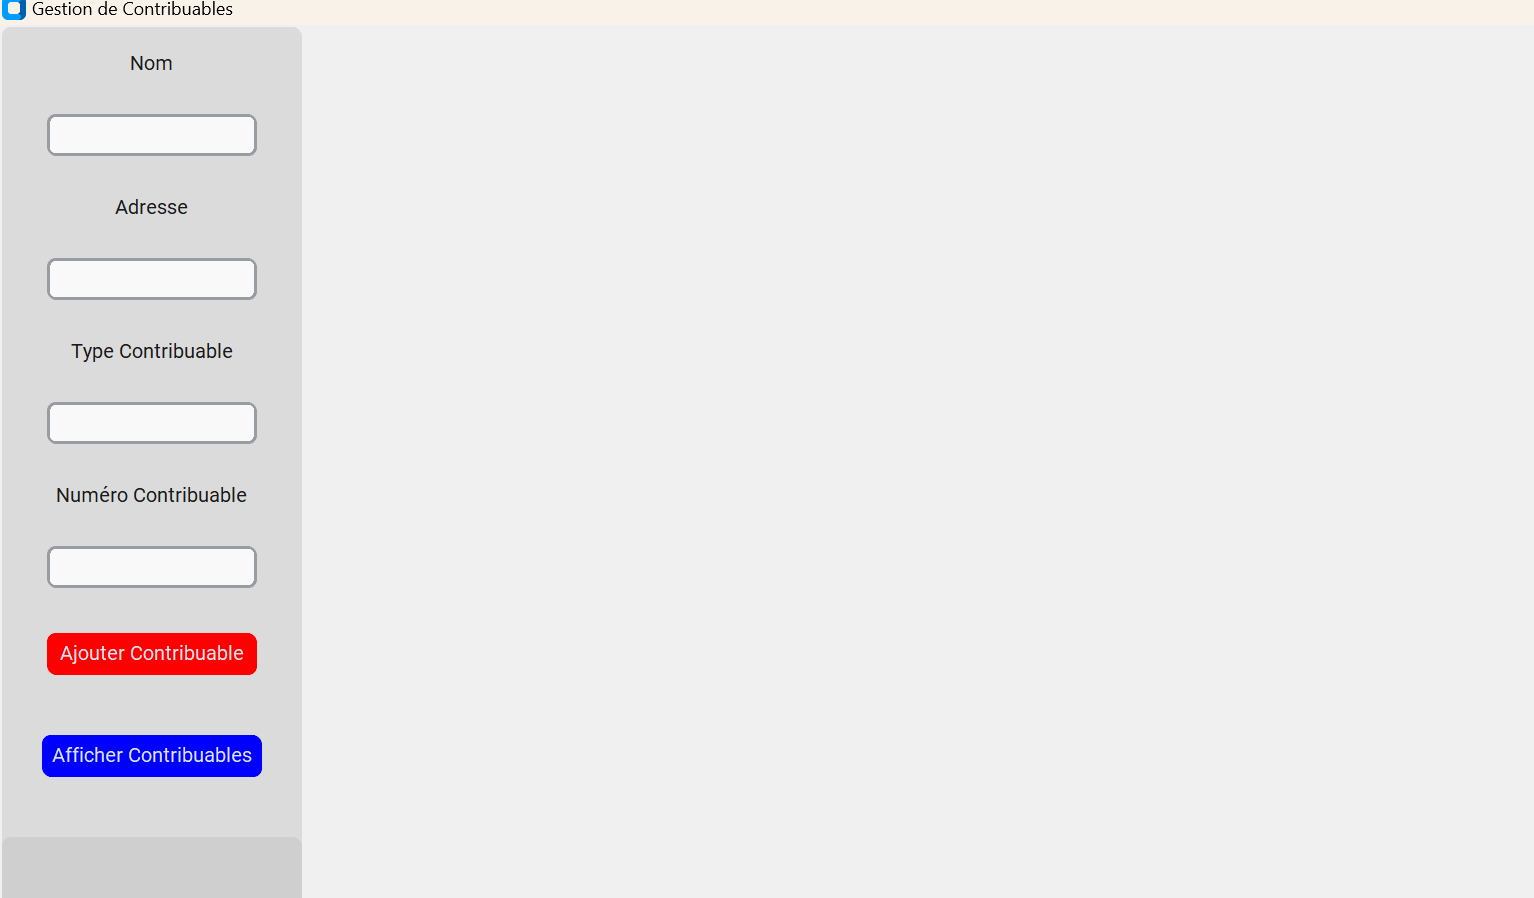 Gestion de Contribuables
Nom
Adresse
Type Contribuable
Numéro Contribuable
Ajouter Contribuable
Afficher Contribuables